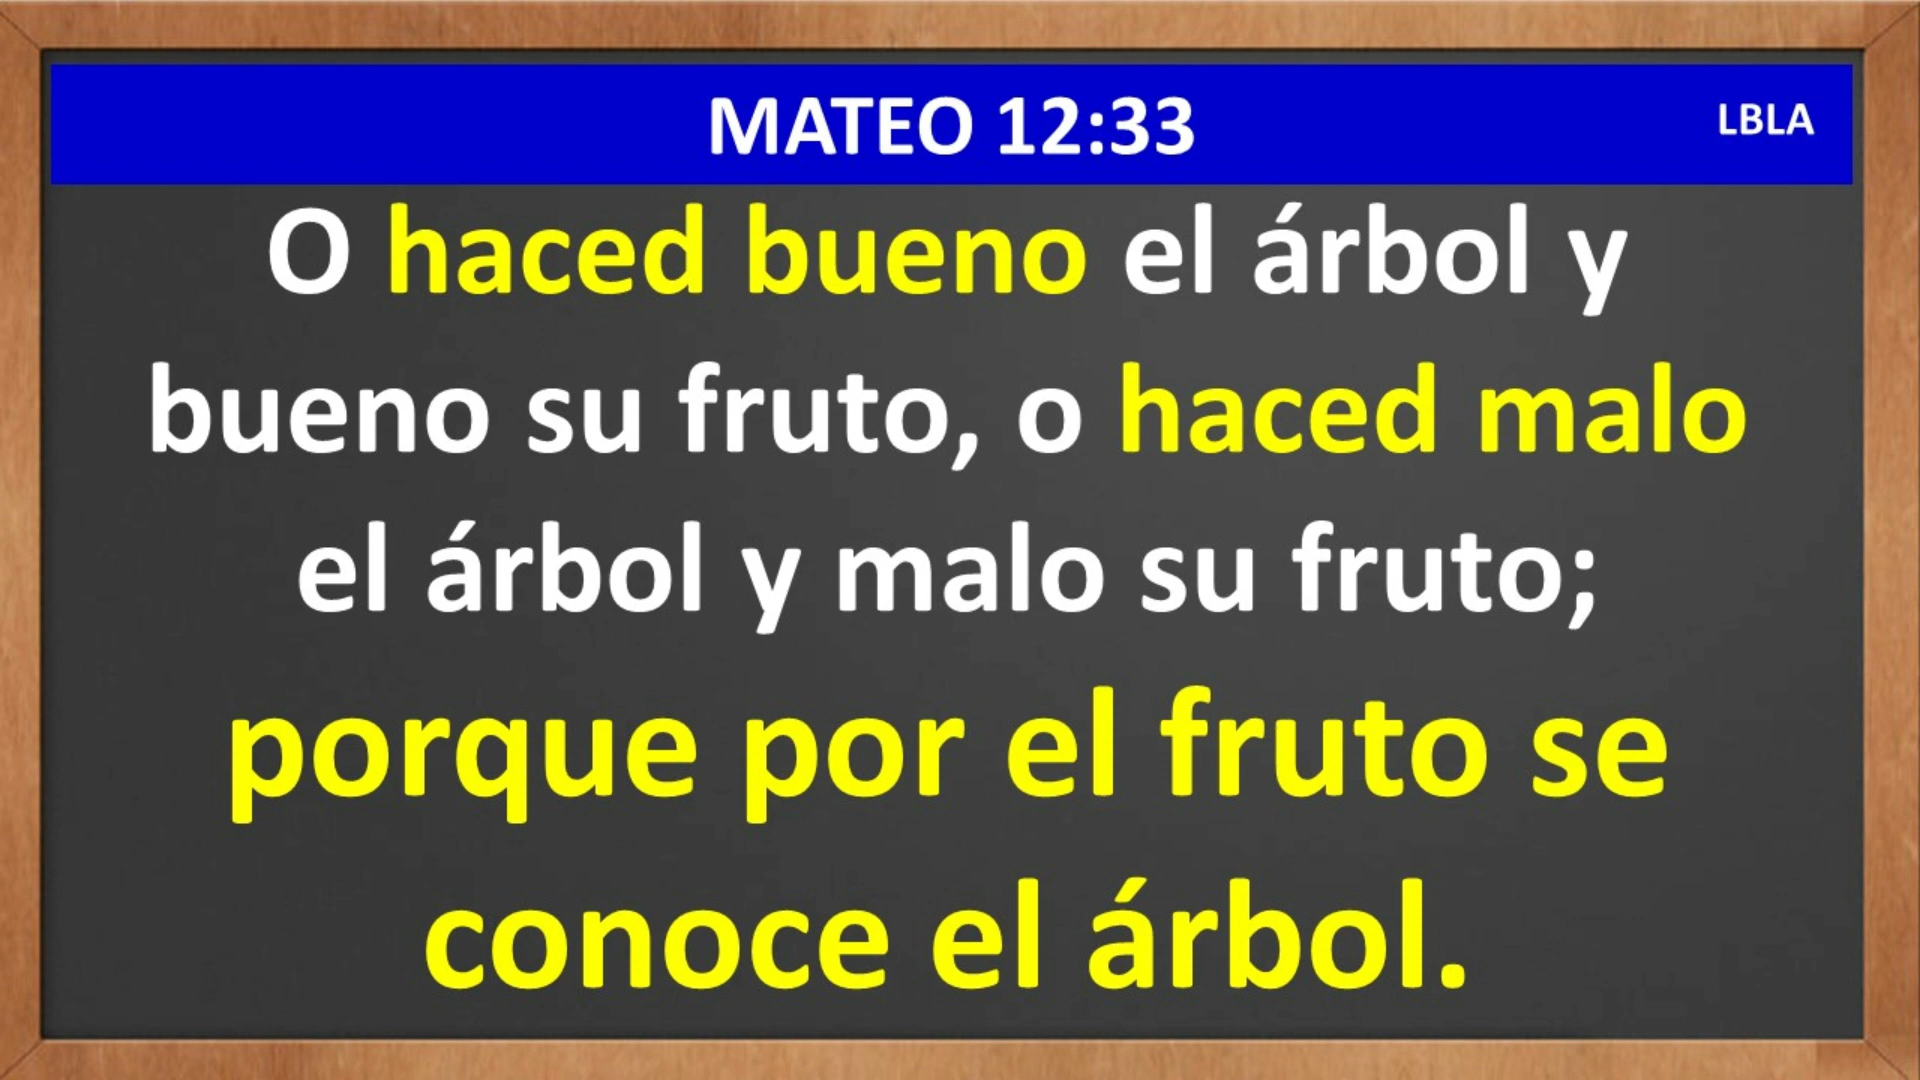 MATEO 12:33
LBLA
O haced bueno el árbol y
bueno su fruto, o haced malo
el árbol y malo su fruto;
porque por el fruto se
conoce el árbol.